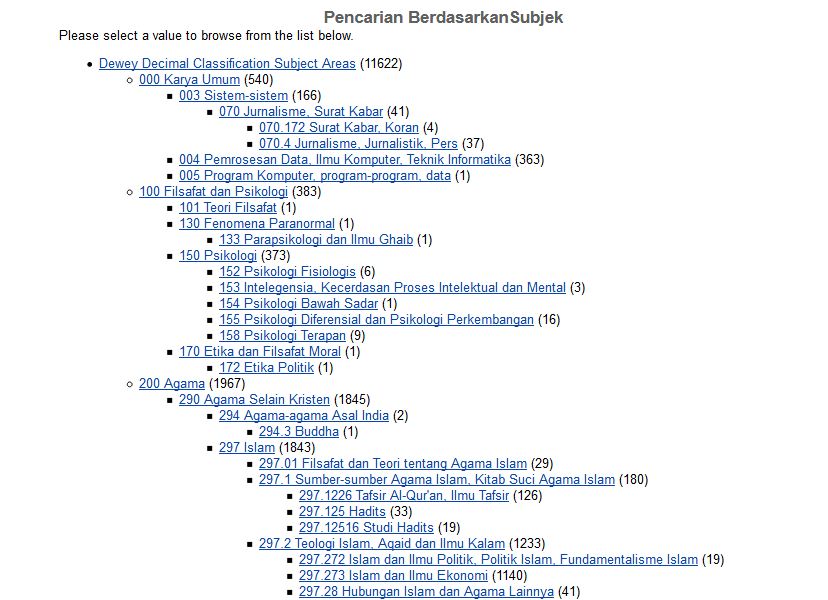 Pencarian BerdasarkanSubjek
Please select a value to browse from the list below.
Dewey Decimal Classification Subject Areas (11622)
000 Karya Umum (540)
003 Sistem-sistem (166)
070 Jurnalisme, Surat Kabar (41)
070.172 Surat Kabar, Koran (4)
070.4 Jurnalisme, Jurnalistik, Pers (37)
004 Pemrosesan Data, Ilmu Komputer, Teknik Informatika (363)
005 Program Komputer, program-program, data (1)
100 Filsafat dan Psikologi (383)
101 Teori Filsafat (1)
130 Fenomena Paranormal (1)
133 Parapsikologi dan Ilmu Ghaib (1)
150 Psikologi (373)
152 Psikologi Fisiologis (6)
153 Intelegensia, Kecerdasan Proses Intelektual dan Mental (3)
154 Psikologi Bawah Sadar (1)
155 Psikologi Diferensial dan Psikologi Perkembangan (16)
158 Psikologi Terapan (9)
170 Etika dan Filsafat Moral (1)
172 Etika Politik (1)
200 Agama (1967)
290 Agama Selain Kristen (1845)
294 Agama-agama Asal India (2)
294.3 Buddha (1)
297 Islam (1843)
297.01 Filsafat dan Teori tentang Agama Islam (29)
297.1 Sumber-sumber Agama Islam, Kitab Suci Agama Islam (180)
297.1226 Tafsir Al-Qur'an, Ilmu Tafsir (126)
297.125 Hadits (33)
297.12516 Studi Hadits (19)
297.2 Teologi Islam, Aqaid dan Ilmu Kalam (1233)
297.272 Islam dan Ilmu Politik, Politik Islam, Fundamentalisme Islam (19)
297.273 Islam dan Ilmu Ekonomi (1140)
297.28 Hubungan Islam dan Agama Lainnya (41)